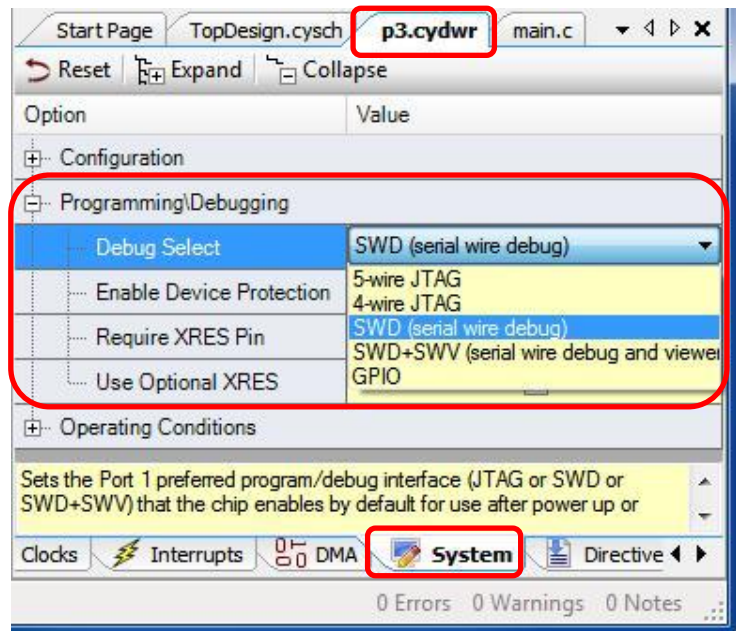 Start Page TopDesign.cysch p3.cydwr main.c
Reset Expand Collapse
Option Value
Configuration
Programming\Debugging
Debug Select SWD (serial wire debug)
5-wire JTAG
Enable Device Protection
4-wire JTAG
SWD (serial wire debug)
Require XRES Pin
SWD+SWV (serial wire debug and viewer
Use Optional XRES GPIO
Operating Conditions
Sets the Port 1 preferred program/debug interface (JTAG or SWD or
SWD+SWV) that the chip enables by default for use after power up or
Clocks Interrupts DMA System Directive
0 Errors 0 Warnings 0 Notes